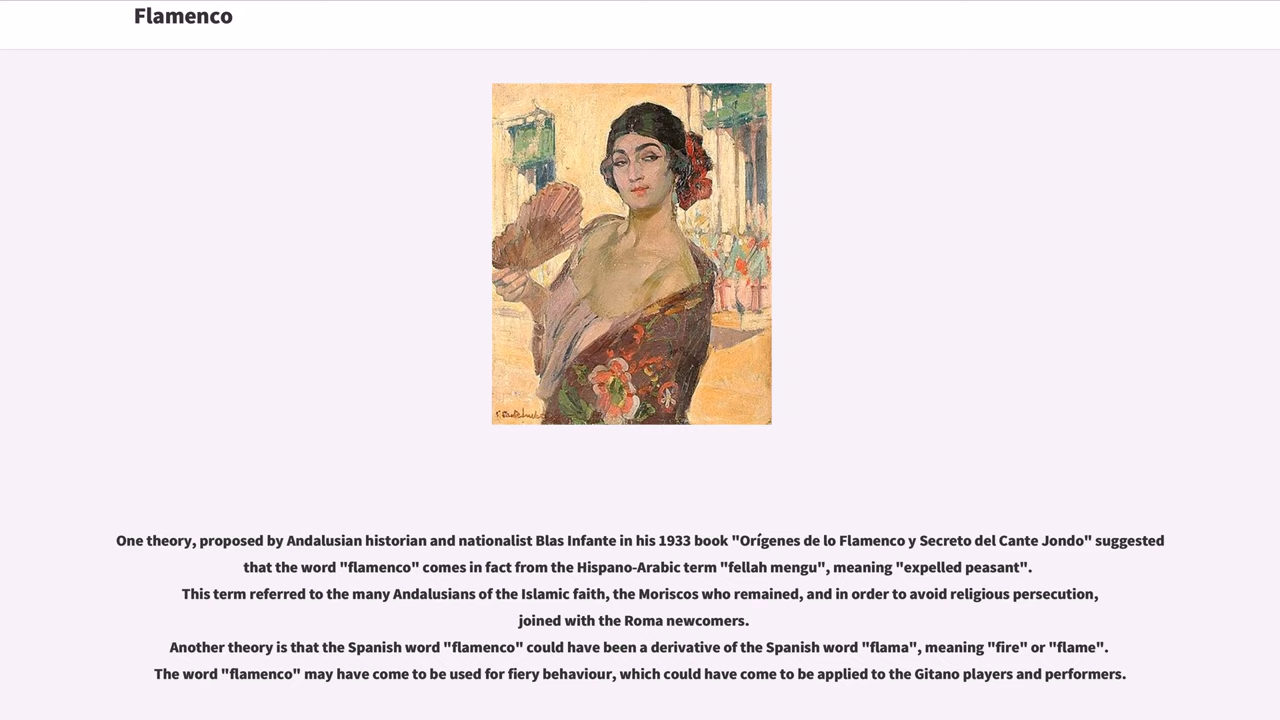 Flamenco
One theory, proposed by Andalusian historian and nationalist Blas Infante in his 1933 book "Orígenes de lo Flamenco y Secreto del Cante Jondo" suggested
that the word "flamenco" comes in fact from the Hispano-Arabic term "fellah mengu", meaning "expelled peasant".
This term referred to the many Andalusians of the Islamic faith, the Moriscos who remained, and in order to avoid religious persecution,
joined with the Roma newcomers.
Another theory is that the Spanish word "flamenco" could have been a derivative of the Spanish word "flama", meaning "fire" or "flame".
The word "flamenco" may have come to be used for fiery behaviour, which could have come to be applied to the Gitano players and performers.